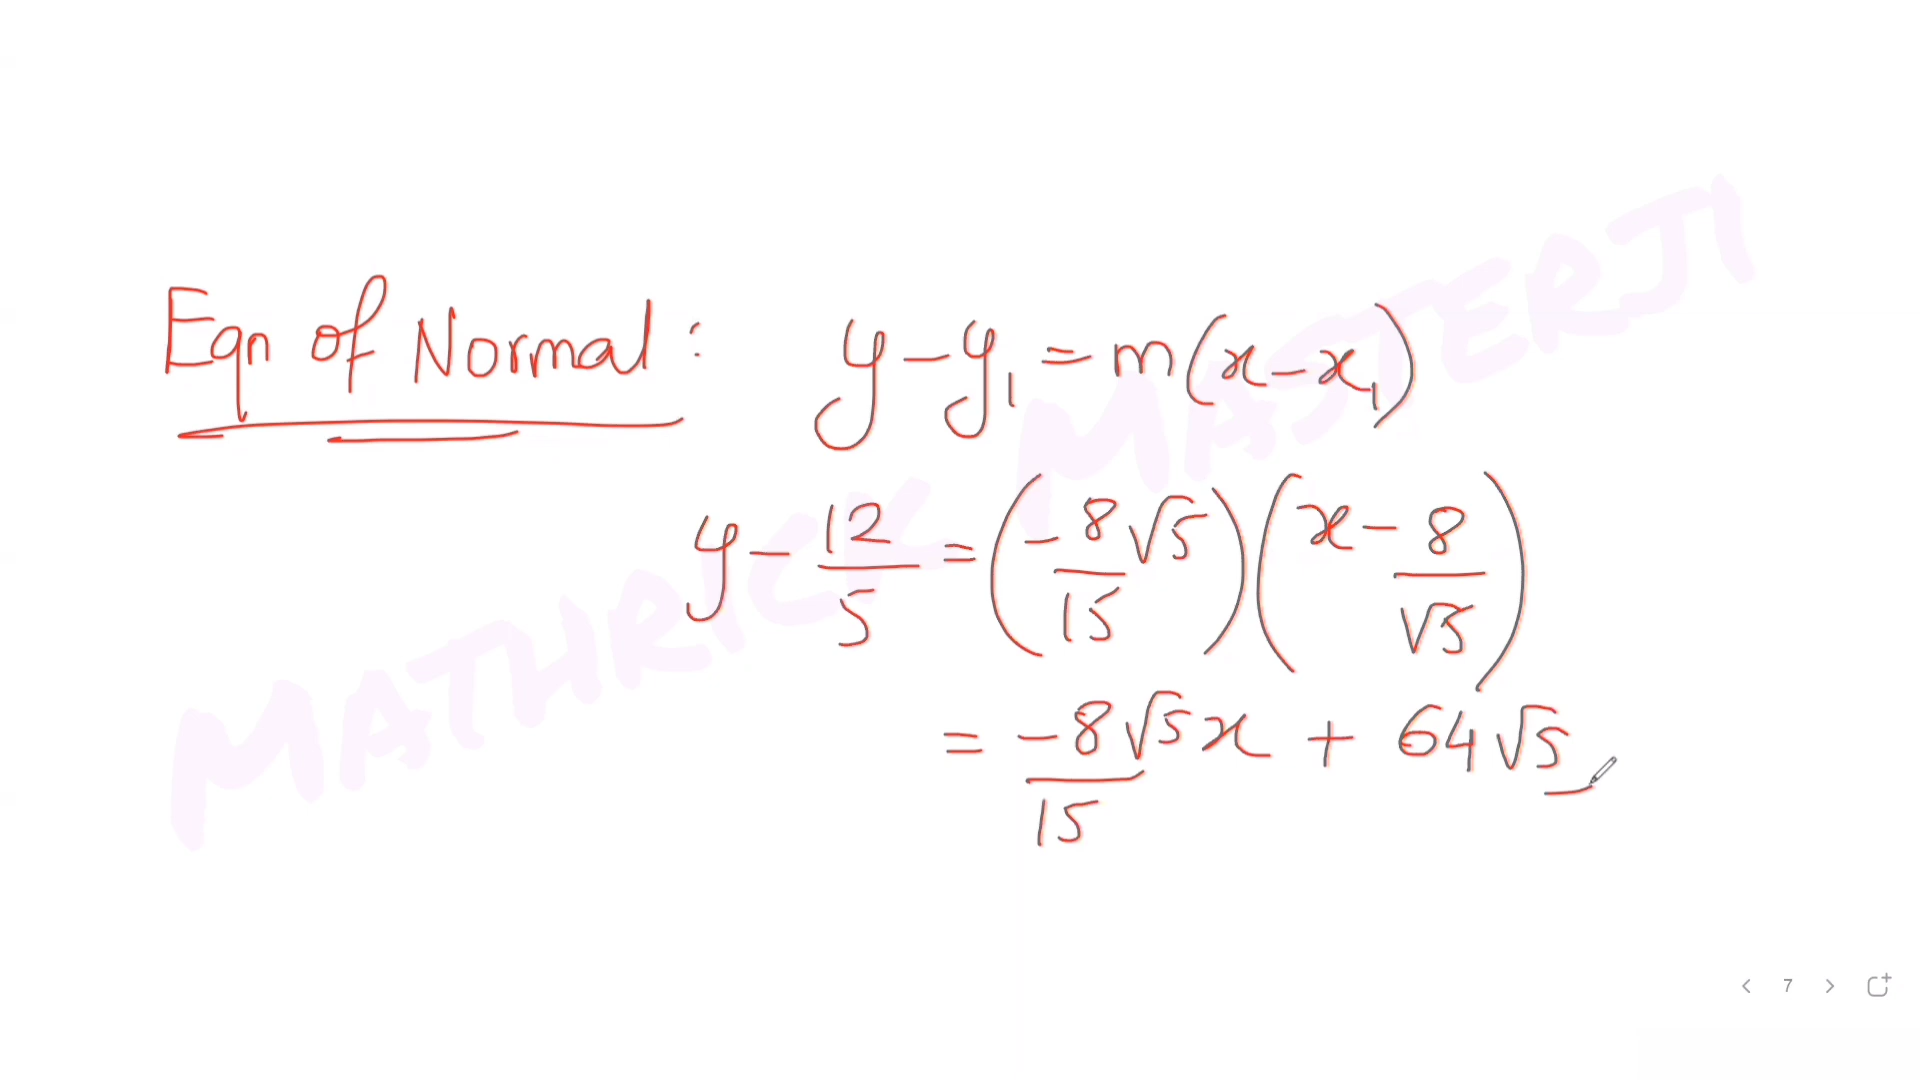 Eqn of Normal : y - y₁ = m(x - x₁)
y - 12/5 = (-8√5/15)(x - 8/√5)
= -8√5x/15 + 64√5
MATHRICK MASTERJI
7